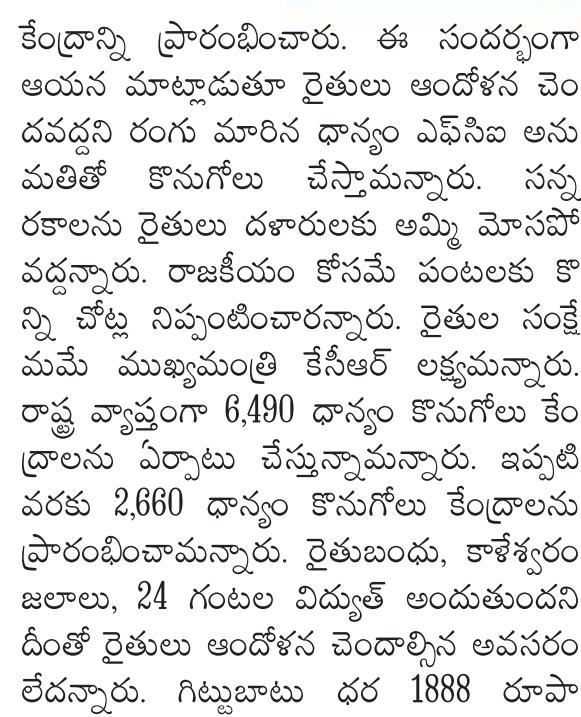 కేంద్రాన్ని ప్రారంభించారు. ఈ సందర్భంగా
ఆయన మాట్లాడుతూ రైతులు ఆందోళన చెం
దవద్దని రంగు మారిన ధాన్యం ఎఫ్‌సిఐ అను
మతితో కొనుగోలు చేస్తామన్నారు. సన్న
రకాలను రైతులు దళారులకు అమ్మి మోసపో
వద్దన్నారు. రాజకీయం కోసమే పంటలకు కొ
న్ని చోట్ల నిప్పంటించారన్నారు. రైతుల సంక్షే
మమే ముఖ్యమంత్రి కేసీఆర్ లక్ష్యమన్నారు.
రాష్ట్ర వ్యాప్తంగా 6,490 ధాన్యం కొనుగోలు కేం
ద్రాలను ఏర్పాటు చేస్తున్నామన్నారు. ఇప్పటి
వరకు 2,660 ధాన్యం కొనుగోలు కేంద్రాలను
ప్రారంభించామన్నారు. రైతుబంధు, కాళేశ్వరం
జలాలు, 24 గంటల విద్యుత్ అందుతుందని
దీంతో రైతులు ఆందోళన చెందాల్సిన అవసరం
లేదన్నారు. గిట్టుబాటు ధర 1888 రూపా